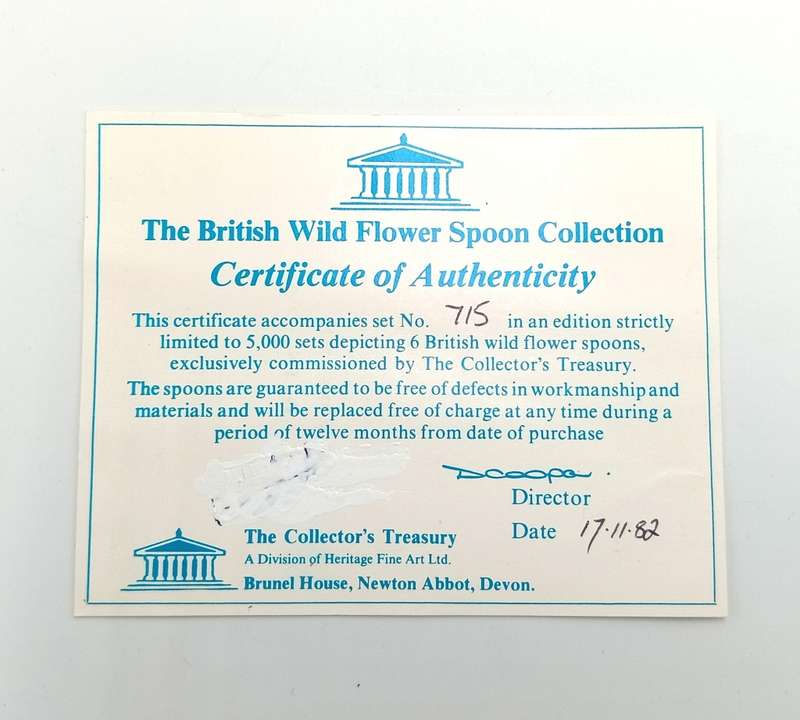 The British Wild Flower Spoon Collection
Certificate of Authenticity
This certificate accompanies set No. 715 in an edition strictly
limited to 5,000 sets depicting 6 British wild flower spoons,
exclusively commissioned by The Collector's Treasury.
The spoons are guaranteed to be free of defects in workmanship and
materials and will be replaced free of charge at any time during a
period of twelve months from date of purchase
DCooper
Director
Date 17.11.82
The Collector's Treasury
A Division of Heritage Fine Art Ltd.
Brunel House, Newton Abbot, Devon.